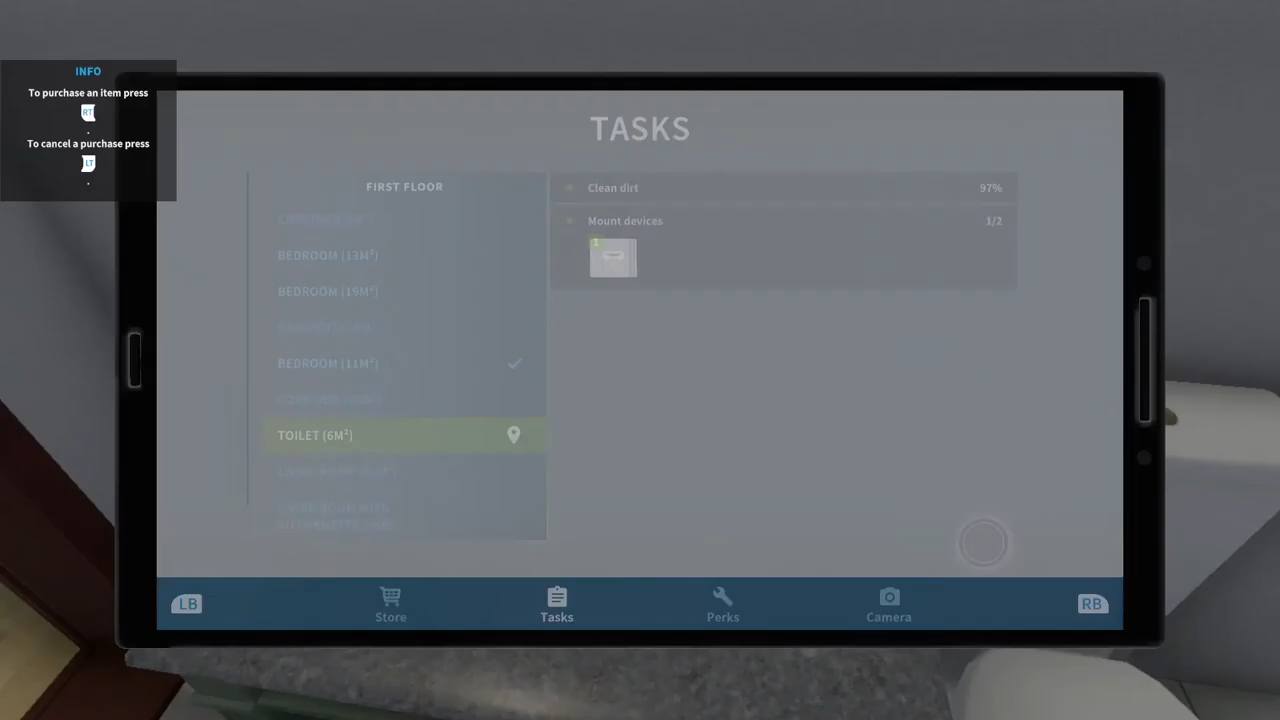 INFO
To purchase an item press
RT
.
To cancel a purchase press
LT
.
TASKS
FIRST FLOOR
BEDROOM (13M²)
BEDROOM (19M²)
BEDROOM (11M²)
TOILET (6M²)
Clean dirt 97%
Mount devices 1/2
1
LB
Store
Tasks
Perks
Camera
RB